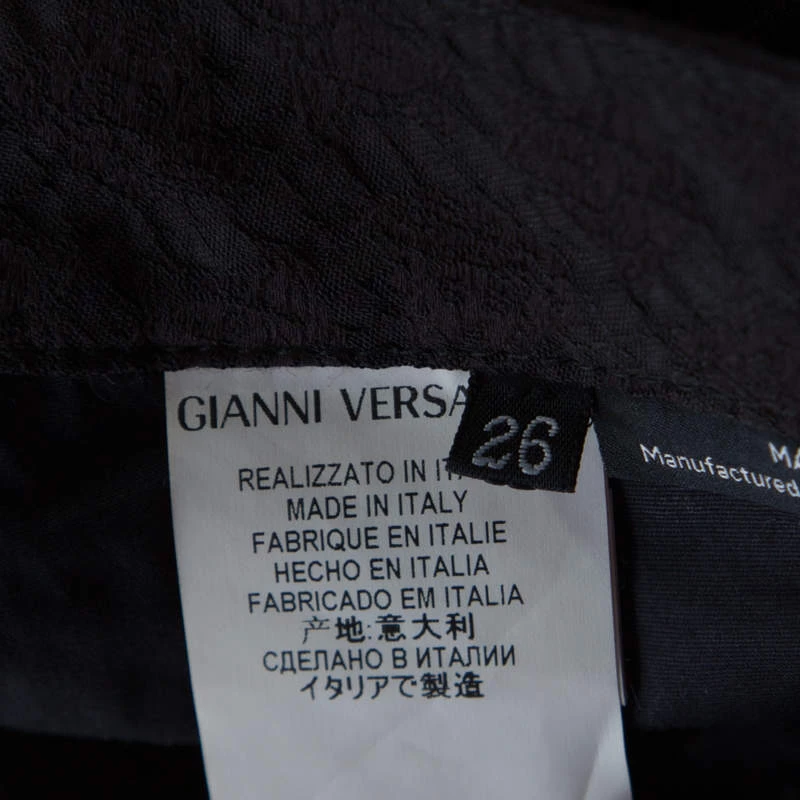 GIANNI VERSA
26
REALIZZATO IN ITA
MADE IN ITALY
FABRIQUE EN ITALIE
HECHO EN ITALIA
FABRICADO EM ITALIA
产地:意大利
СДЕЛАНО В ИТАЛИИ
イタリアで製造
MA
Manufactured